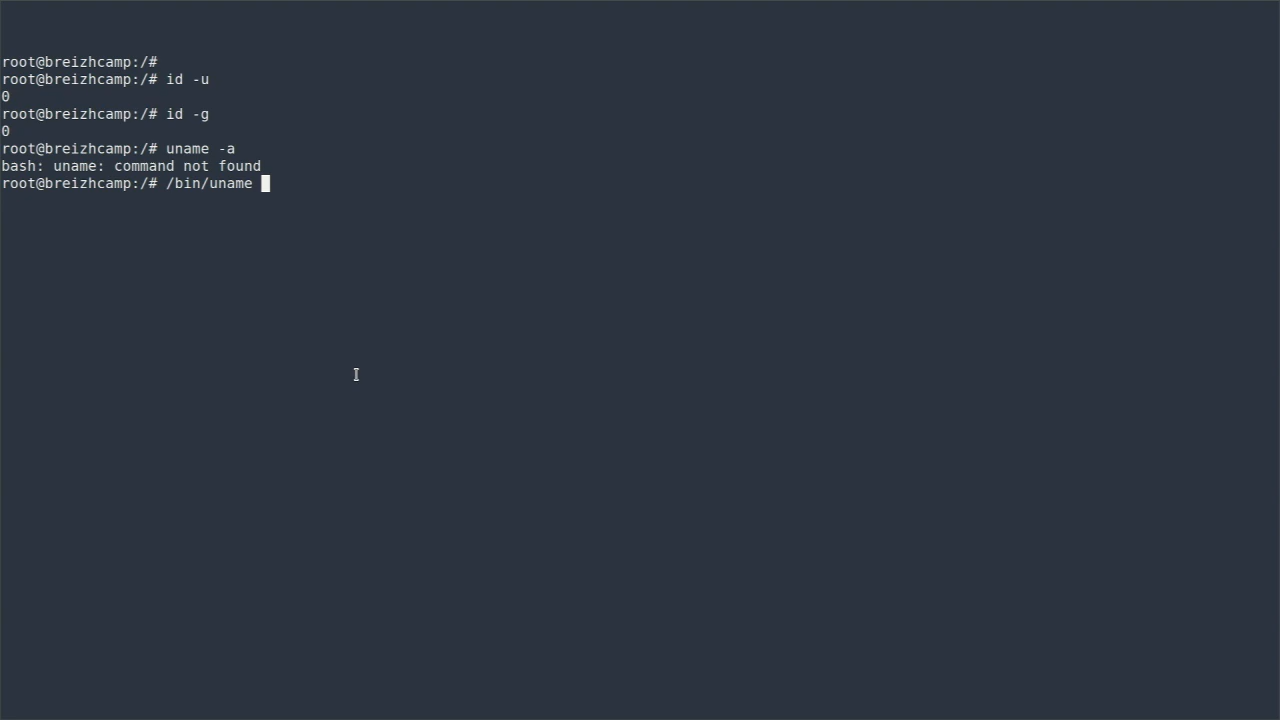 root@breizhcamp:/#
root@breizhcamp:/# id -u
0
root@breizhcamp:/# id -g
0
root@breizhcamp:/# uname -a
bash: uname: command not found
root@breizhcamp:/# /bin/uname